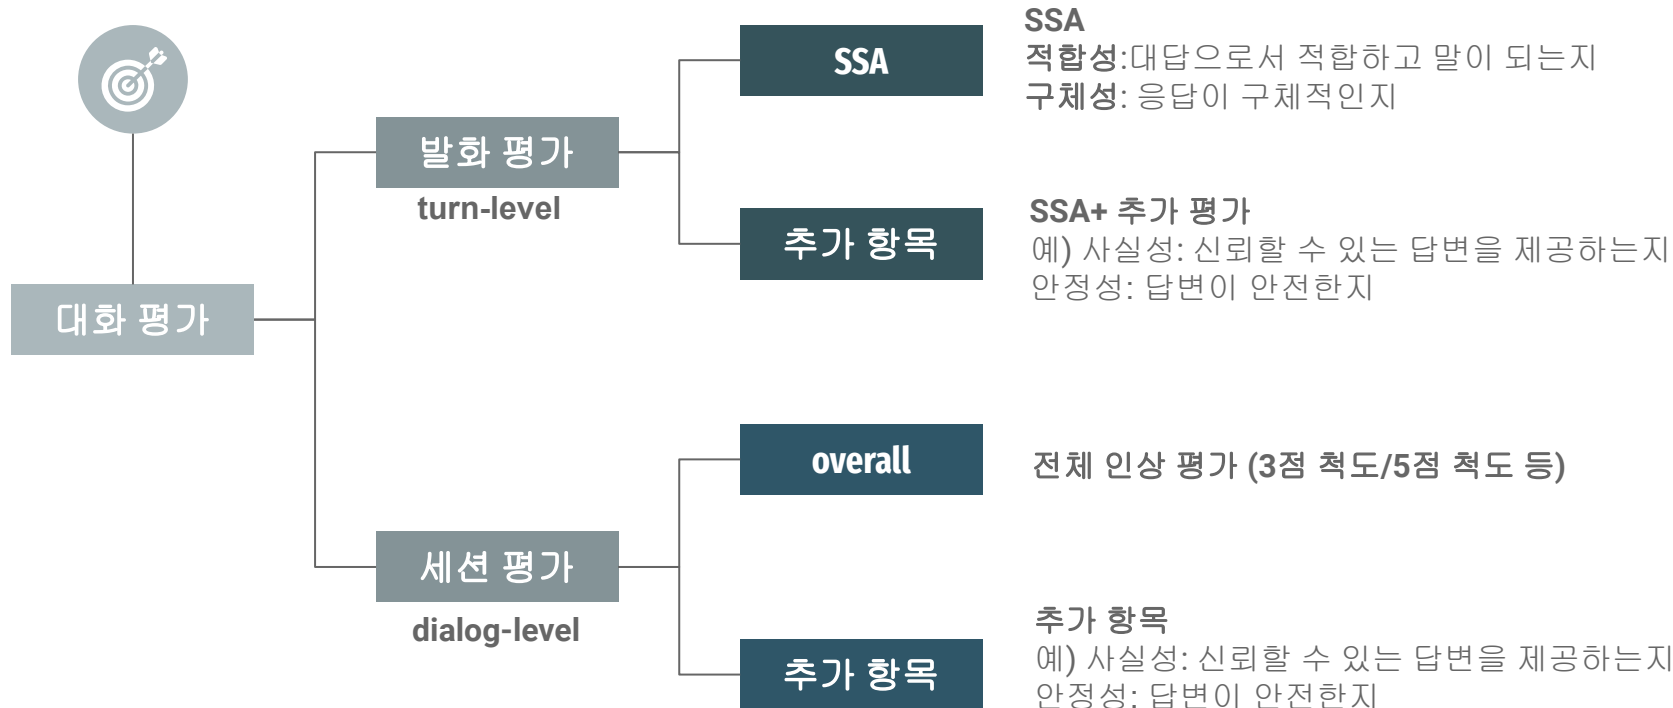 SSA
SSA
적합성:대답으로서 적합하고 말이 되는지
구체성: 응답이 구체적인지
발화 평가
turn-level
추가 항목
SSA+ 추가 평가
예) 사실성: 신뢰할 수 있는 답변을 제공하는지
안정성: 답변이 안전한지
대화 평가
overall
전체 인상 평가 (3점 척도/5점 척도 등)
세션 평가
dialog-level
추가 항목
추가 항목
예) 사실성: 신뢰할 수 있는 답변을 제공하는지
안정성: 답변이 안전한지